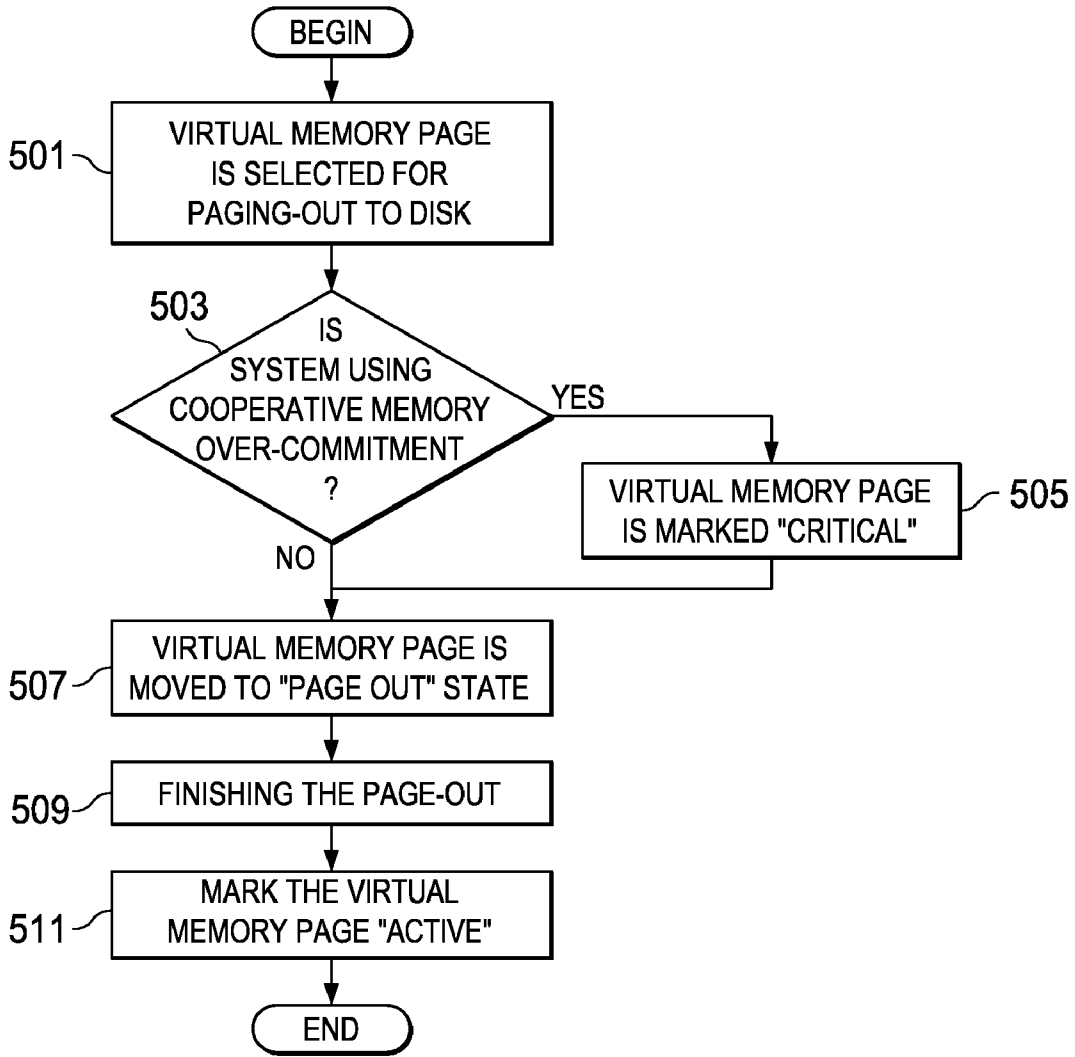 BEGIN
501
VIRTUAL MEMORY PAGE
IS SELECTED FOR
PAGING-OUT TO DISK
503
IS
SYSTEM USING
COOPERATIVE MEMORY
OVER-COMMITMENT
?
YES
NO
VIRTUAL MEMORY PAGE
IS MARKED "CRITICAL"
505
507
VIRTUAL MEMORY PAGE IS
MOVED TO "PAGE OUT" STATE
509
FINISHING THE PAGE-OUT
511
MARK THE VIRTUAL
MEMORY PAGE "ACTIVE"
END